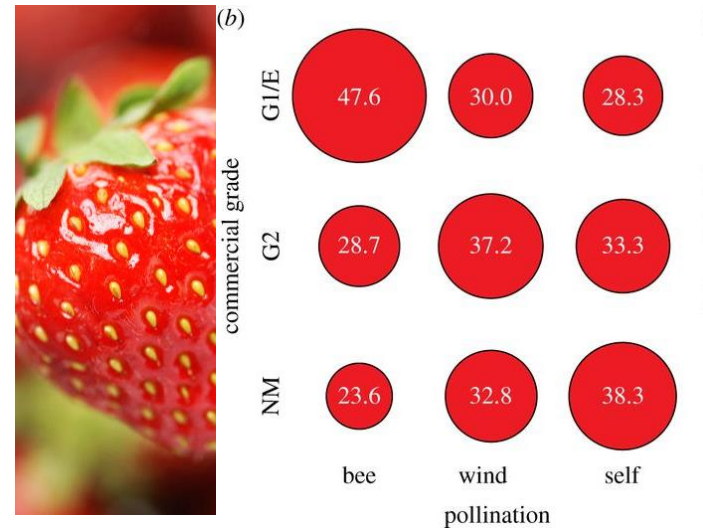 (b)
commercial grade
G1/E
47.6 30.0 28.3
G2
28.7 37.2 33.3
NM
23.6 32.8 38.3
bee wind self
pollination